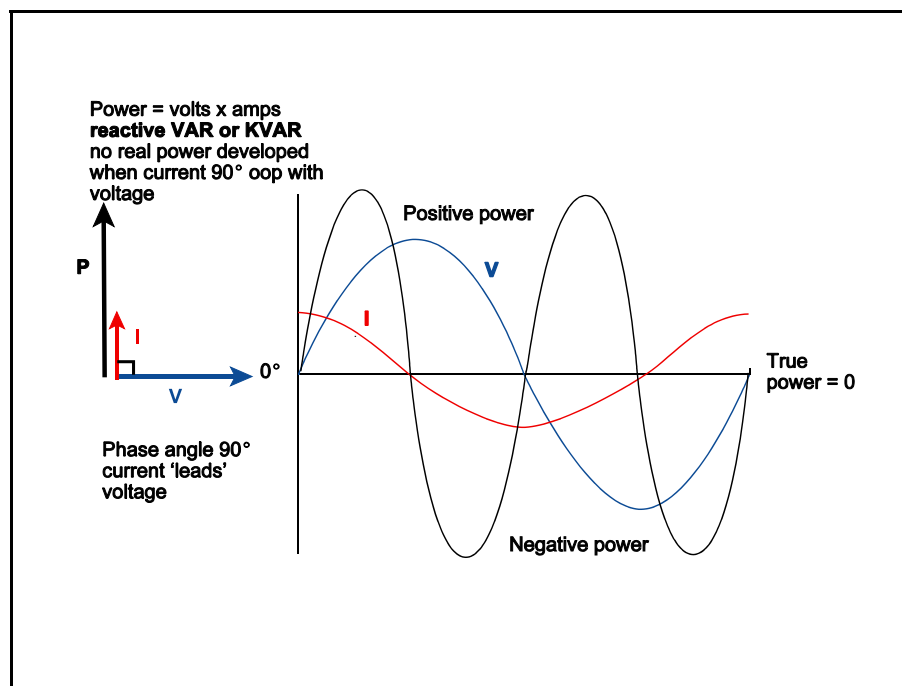 Power = volts x amps
reactive VAR or KVAR
no real power developed
when current 90° oop with
voltage
Positive power
P
V
I
I
0°
True
power = 0
V
Phase angle 90°
current ‘leads’
voltage
Negative power